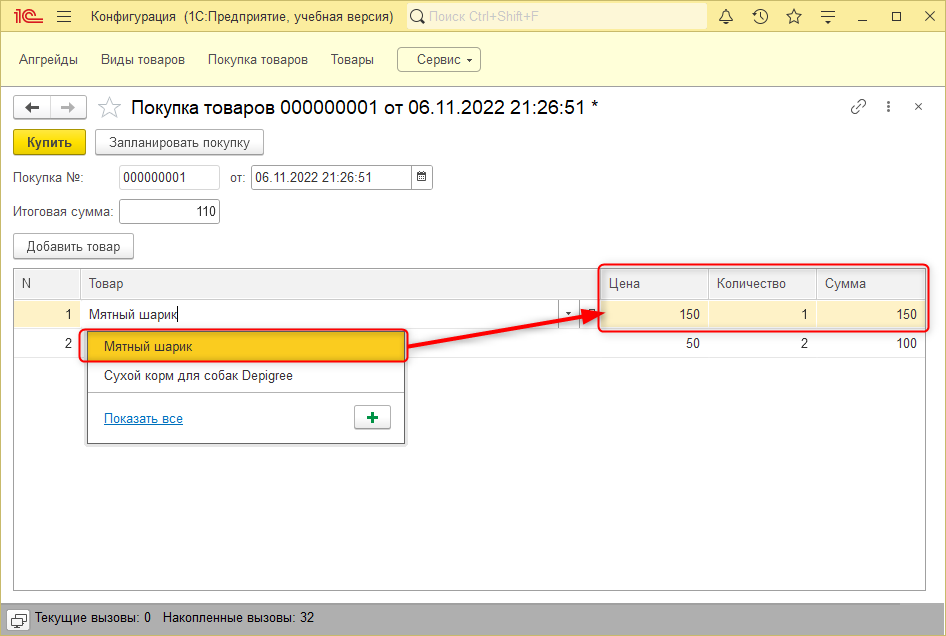 1С Конфигурация (1С:Предприятие, учебная версия) Поиск Ctrl+Shift+F
Апгрейды Виды товаров Покупка товаров Товары Сервис
Покупка товаров 000000001 от 06.11.2022 21:26:51 *
Купить Запланировать покупку
Покупка №: 000000001 от: 06.11.2022 21:26:51
Итоговая сумма: 110
Добавить товар
N Товар Цена Количество Сумма
1 Мятный шарик 150 1 150
2 50 2 100
Мятный шарик
Сухой корм для собак Depigree
Показать все
Текущие вызовы: 0 Накопленные вызовы: 32